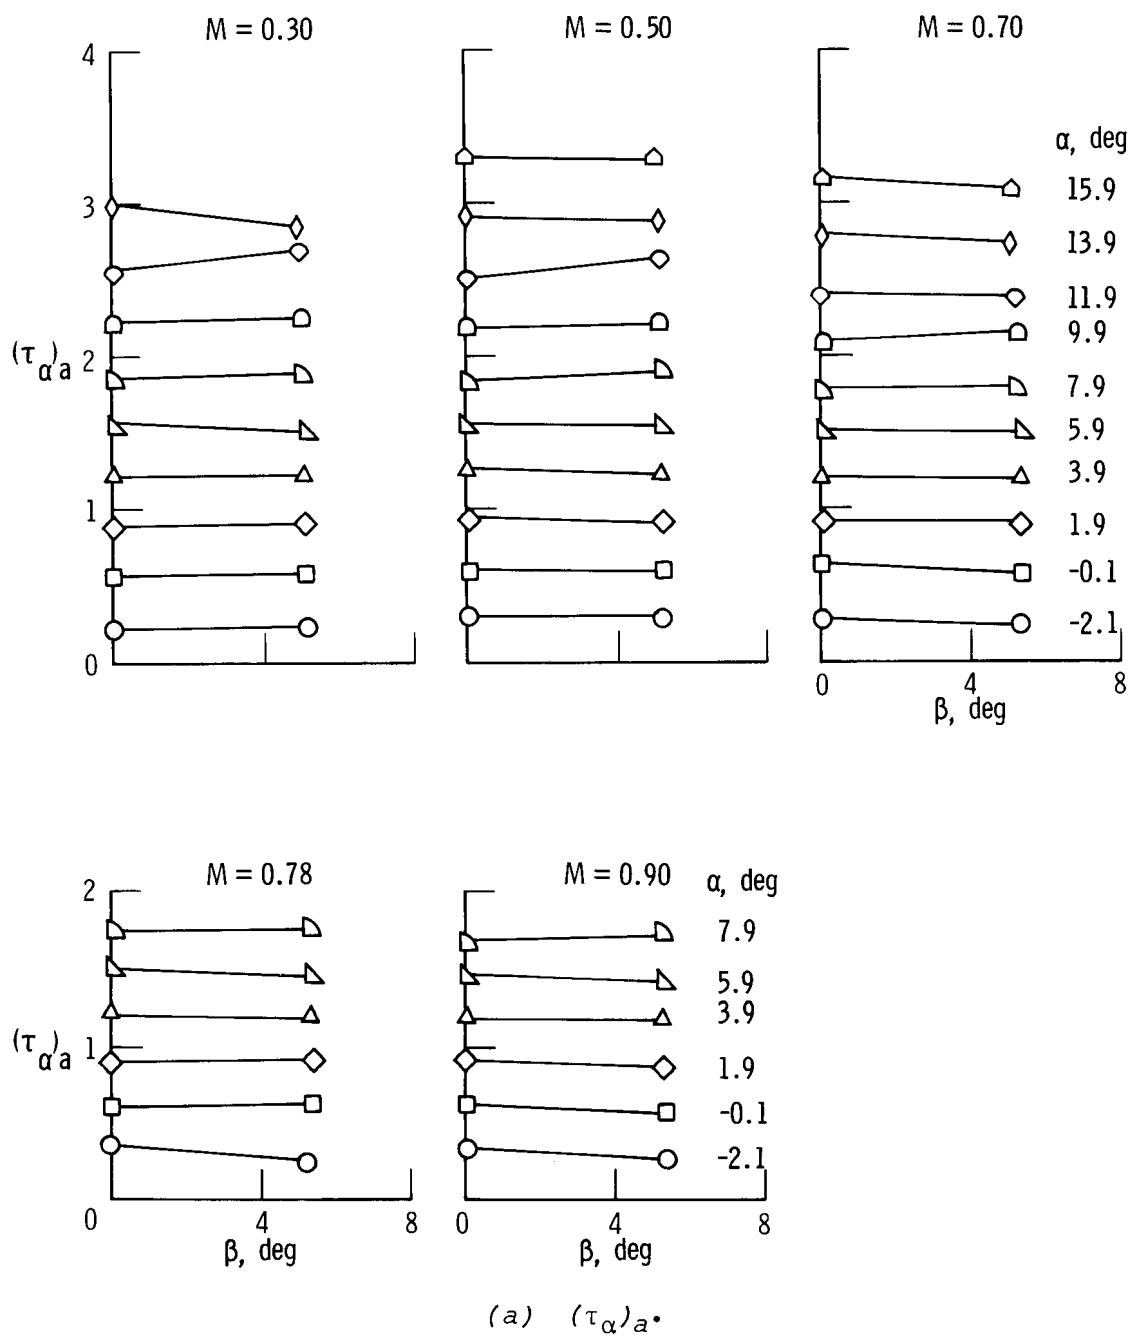 M = 0.30 M = 0.50 M = 0.70
4
α, deg
15.9
3
13.9
11.9
9.9
(τα)a 2
7.9
5.9
3.9
1
1.9
-0.1
-2.1
0
0 4 8
β, deg
M = 0.78 M = 0.90 α, deg
2
7.9
5.9
3.9
(τα)a 1
1.9
-0.1
-2.1
0 4 8 0 4 8
β, deg β, deg
(a) (τα)a.